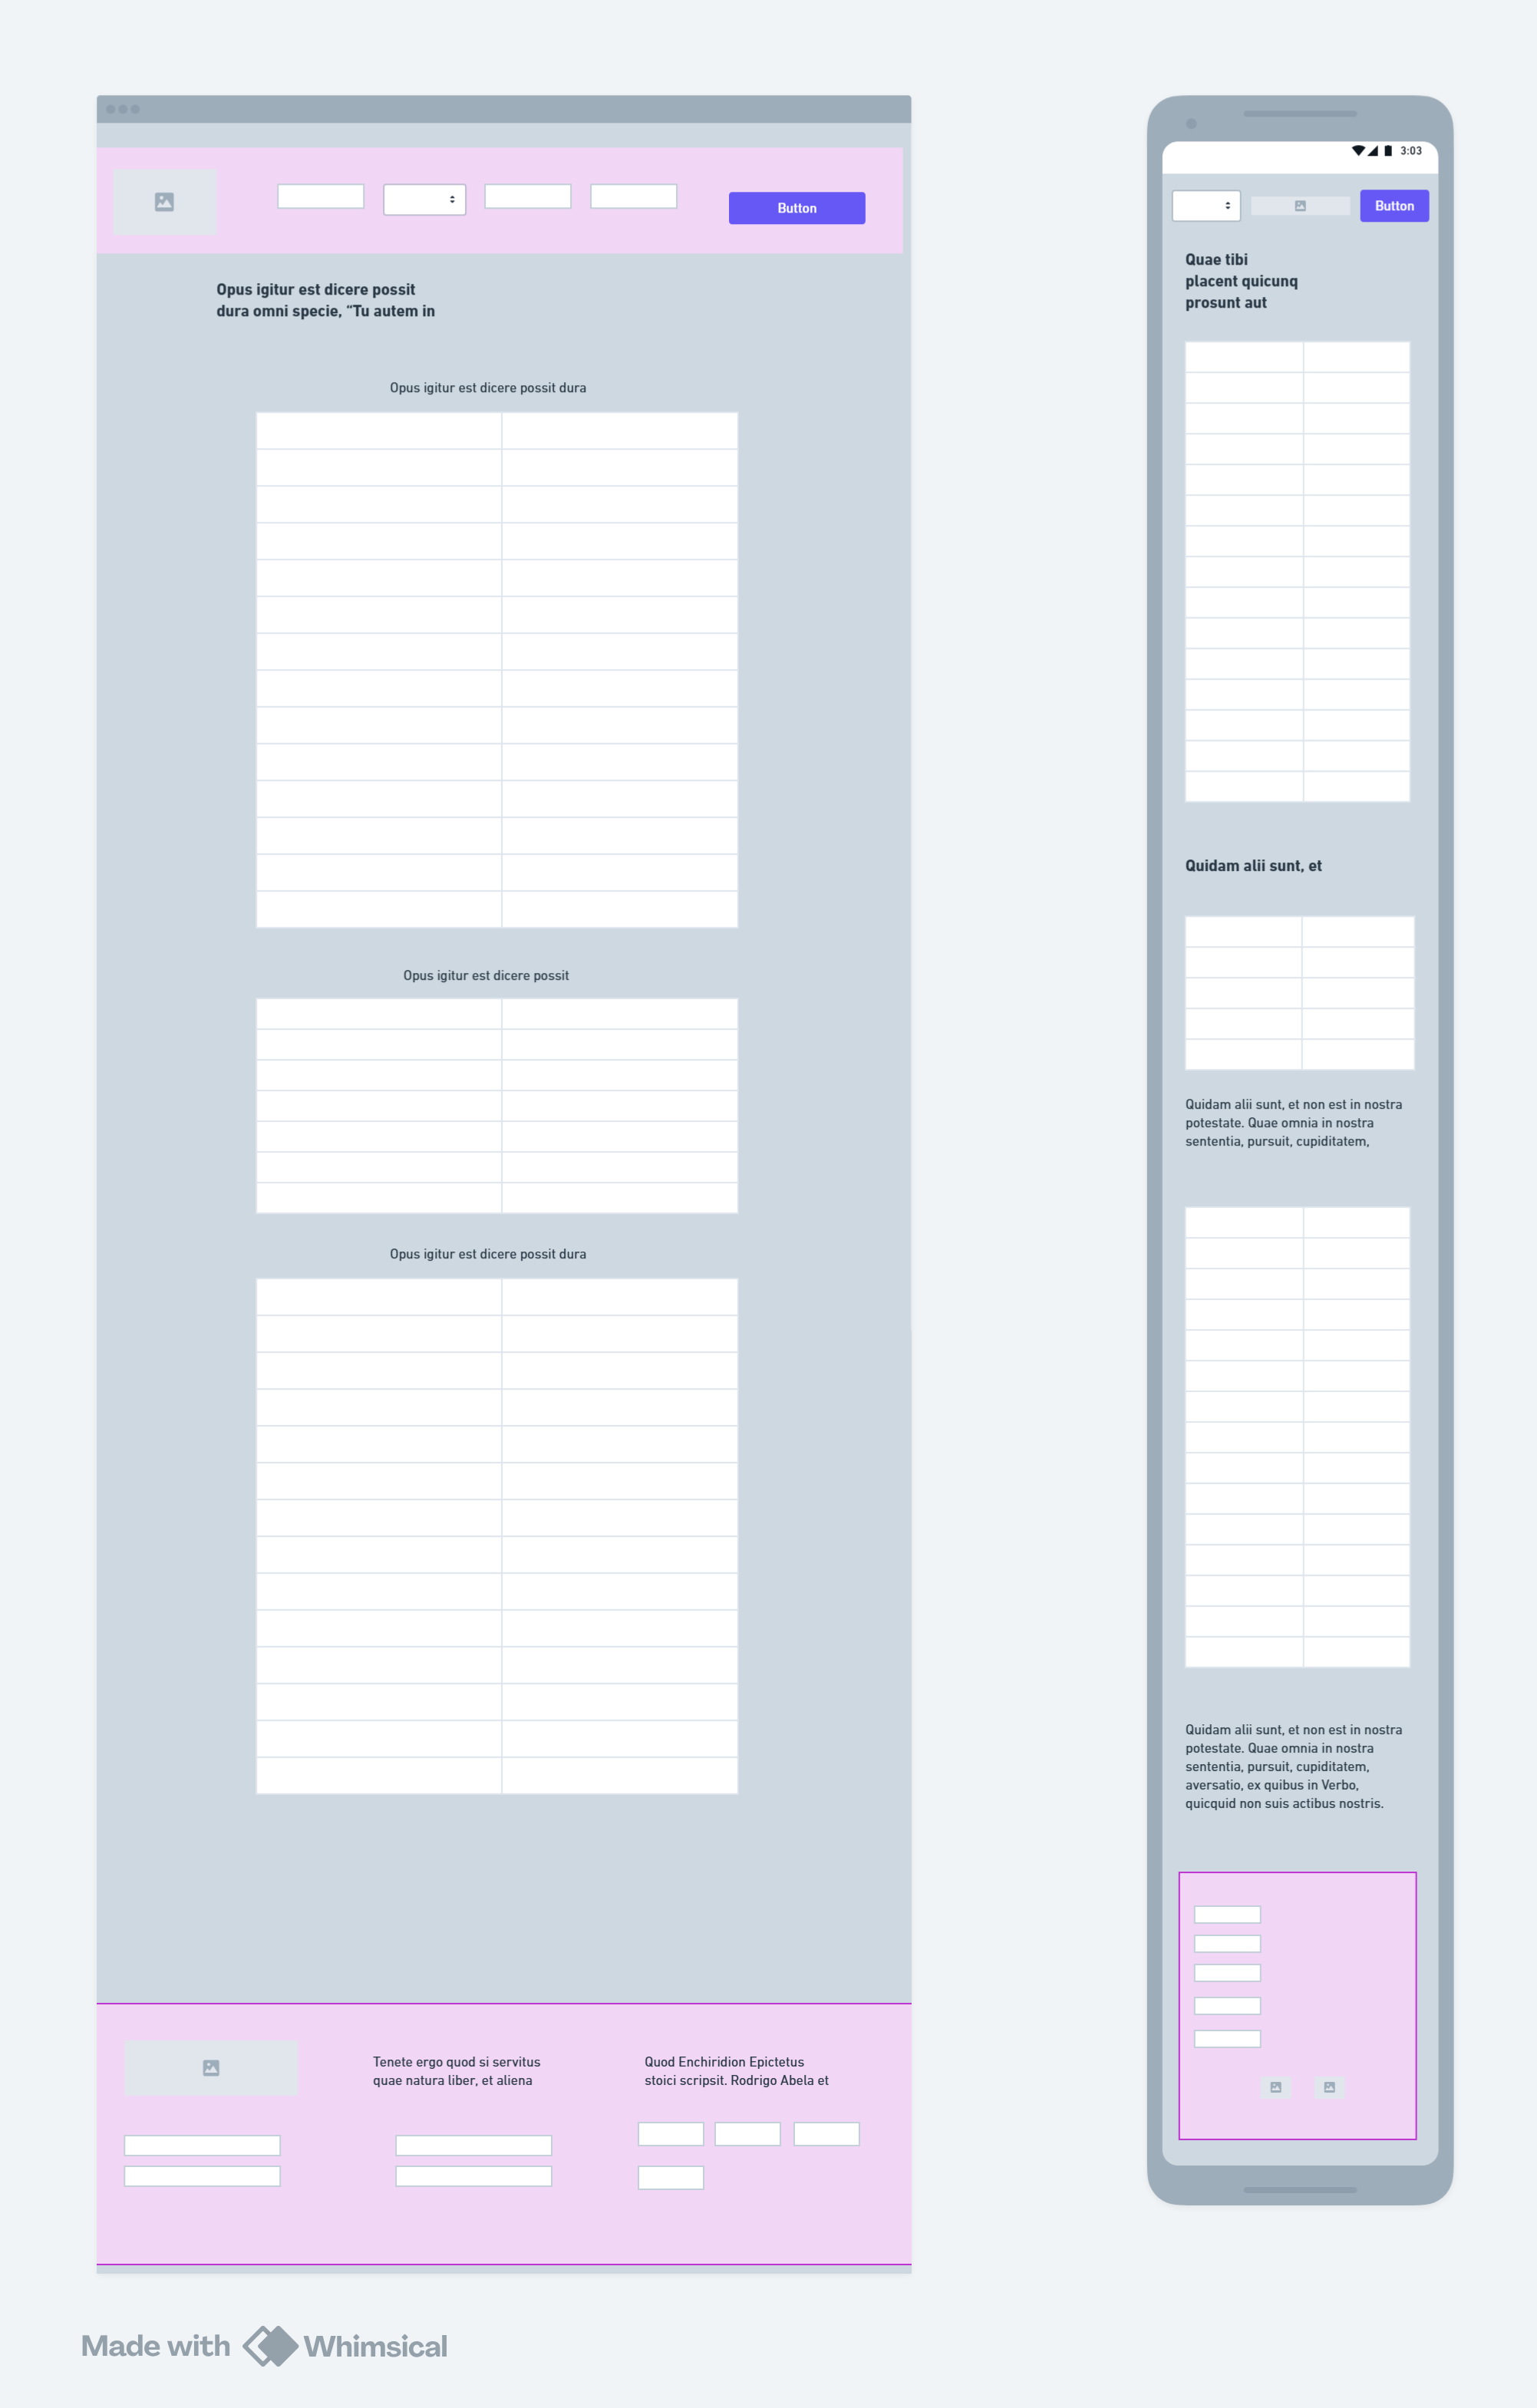 Button
Opus igitur est dicere possit
dura omni specie, “Tu autem in
Opus igitur est dicere possit dura
Opus igitur est dicere possit
Opus igitur est dicere possit dura
Tenete ergo quod si servitus
quae natura liber, et aliena
Quod Enchiridion Epictetus
stoici scripsit. Rodrigo Abela et
3:03
Button
Quae tibi
placent quicunq
prosunt aut
Quidam alii sunt, et
Quidam alii sunt, et non est in nostra
potestate. Quae omnia in nostra
sententia, pursuit, cupiditatem,
Quidam alii sunt, et non est in nostra
potestate. Quae omnia in nostra
sententia, pursuit, cupiditatem,
aversatio, ex quibus in Verbo,
quicquid non suis actibus nostris.
Made with Whimsical